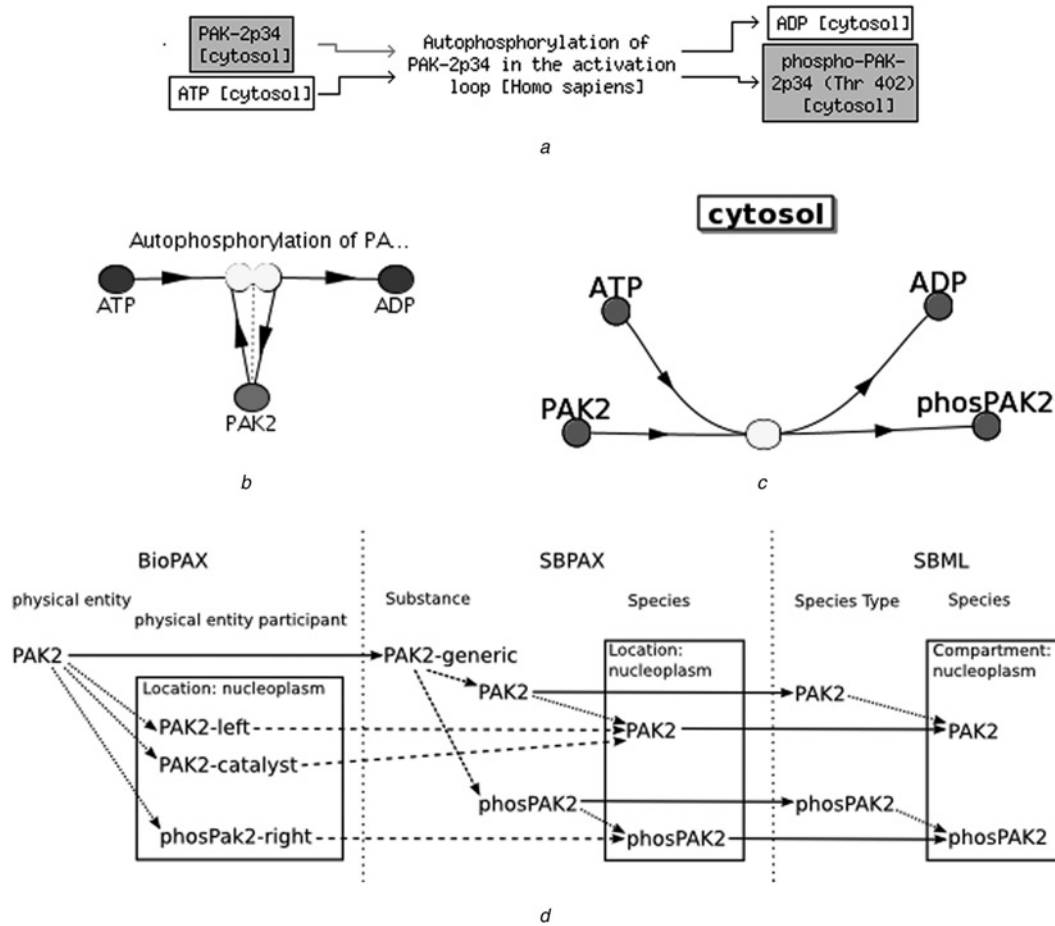 PAK-2p34
[cytosol]
ATP [cytosol]
Autophosphorylation of
PAK-2p34 in the activation
loop [Homo sapiens]
ADP [cytosol]
phospho-PAK-
2p34 (Thr 402)
[cytosol]
a
Autophosphorylation of PA...
ATP
ADP
PAK2
b
cytosol
ATP
ADP
PAK2
phosPAK2
c
BioPAX
SBPAX
SBML
physical entity
physical entity participant
Substance
Species
Species Type
Species
PAK2
Location: nucleoplasm
PAK2-left
PAK2-catalyst
phosPak2-right
PAK2-generic
PAK2
phosPAK2
Location:
nucleoplasm
PAK2
phosPAK2
PAK2
phosPAK2
Compartment:
nucleoplasm
PAK2
phosPAK2
d